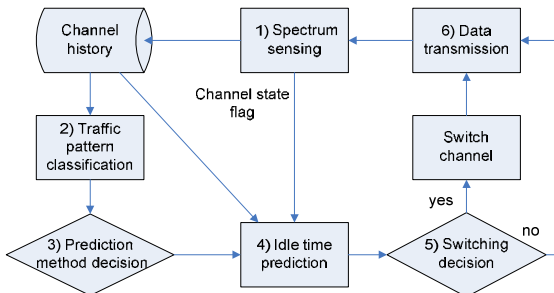 Channel
history
1) Spectrum
sensing
6) Data
transmission
Channel state
flag
2) Traffic
pattern
classification
Switch
channel
yes
no
3) Prediction
method decision
4) Idle time
prediction
5) Switching
decision